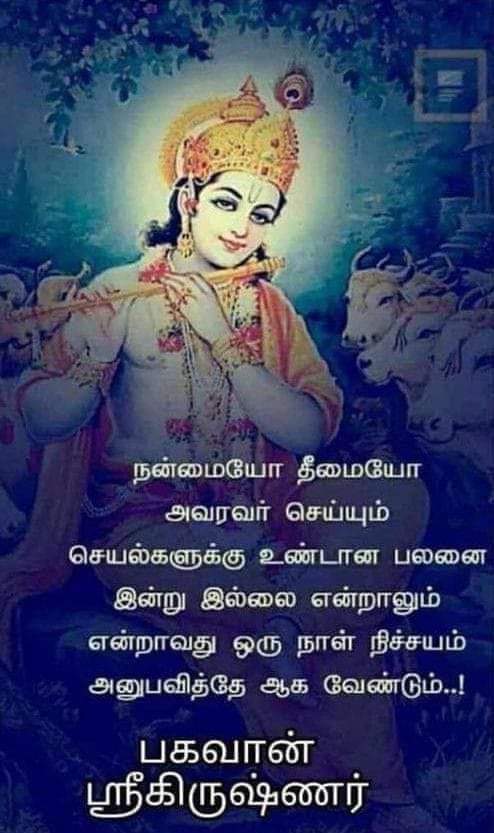 நன்மையோ தீமையோ
அவரவர் செய்யும்
செயல்களுக்கு உண்டான பலனை
இன்று இல்லை என்றாலும்
என்றாவது ஒரு நாள் நிச்சயம்
அனுபவித்தே ஆக வேண்டும்..!
பகவான்
ஸ்ரீகிருஷ்ணர்